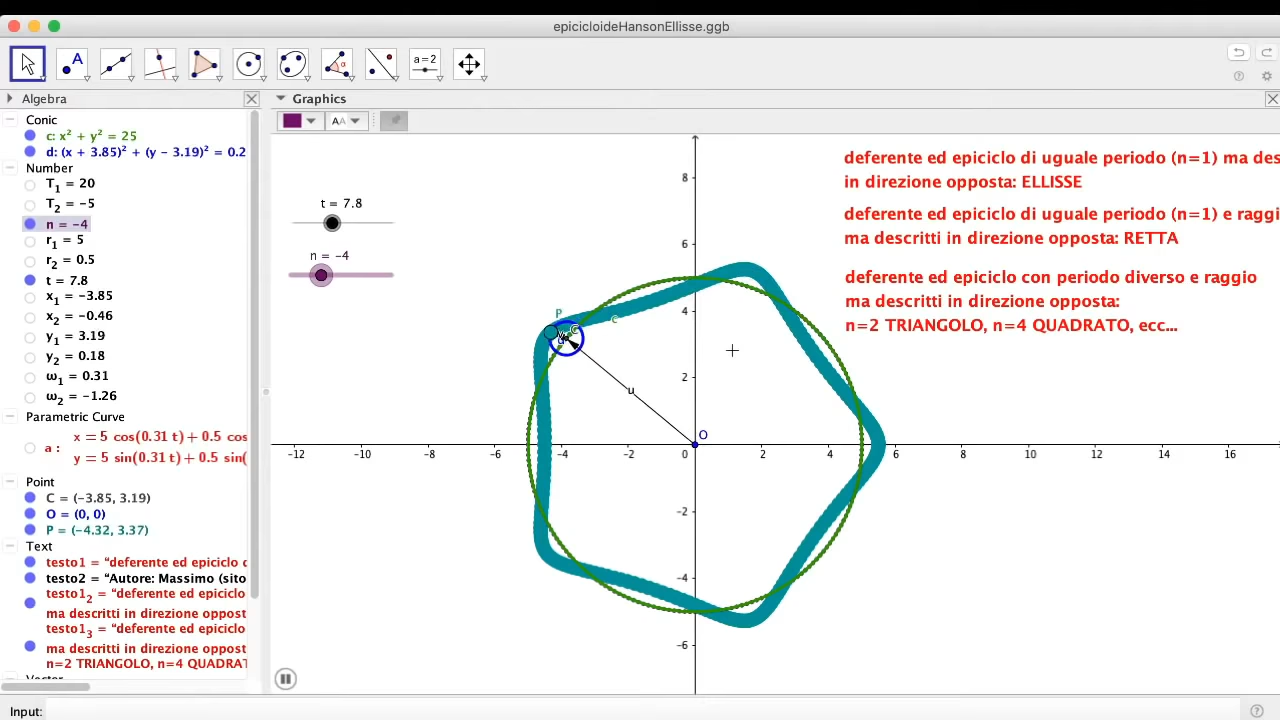 epicicloideHansonEllisse.ggb
A
α
a = 2
Algebra
Graphics
AA
Conic
c: x² + y² = 25
d: (x + 3.85)² + (y − 3.19)² = 0.2
Number
T₁ = 20
T₂ = −5
n = −4
r₁ = 5
r₂ = 0.5
t = 7.8
x₁ = −3.85
x₂ = −0.46
y₁ = 3.19
y₂ = 0.18
ω₁ = 0.31
ω₂ = −1.26
Parametric Curve
a :
x = 5 cos(0.31 t) + 0.5 cos
y = 5 sin(0.31 t) + 0.5 sin(
Point
C = (−3.85, 3.19)
O = (0, 0)
P = (−4.32, 3.37)
Text
testo1 = “deferente ed epiciclo d
testo2 = “Autore: Massimo (sito
testo1₂ = “deferente ed epiciclo
ma descritti in direzione oppost
testo1₃ = “deferente ed epiciclo
ma descritti in direzione oppost
n=2 TRIANGOLO, n=4 QUADRAT
t = 7.8
n = −4
deferente ed epiciclo di uguale periodo (n=1) ma des
in direzione opposta: ELLISSE
deferente ed epiciclo di uguale periodo (n=1) e raggi
ma descritti in direzione opposta: RETTA
deferente ed epiciclo con periodo diverso e raggio
ma descritti in direzione opposta:
n=2 TRIANGOLO, n=4 QUADRATO, ecc...
8
6
4
2
−2
−4
−6
−12 −10 −8 −6 −4 −2 0 2 4 6 8 10 12 14 16
P
c
u
O
Input: